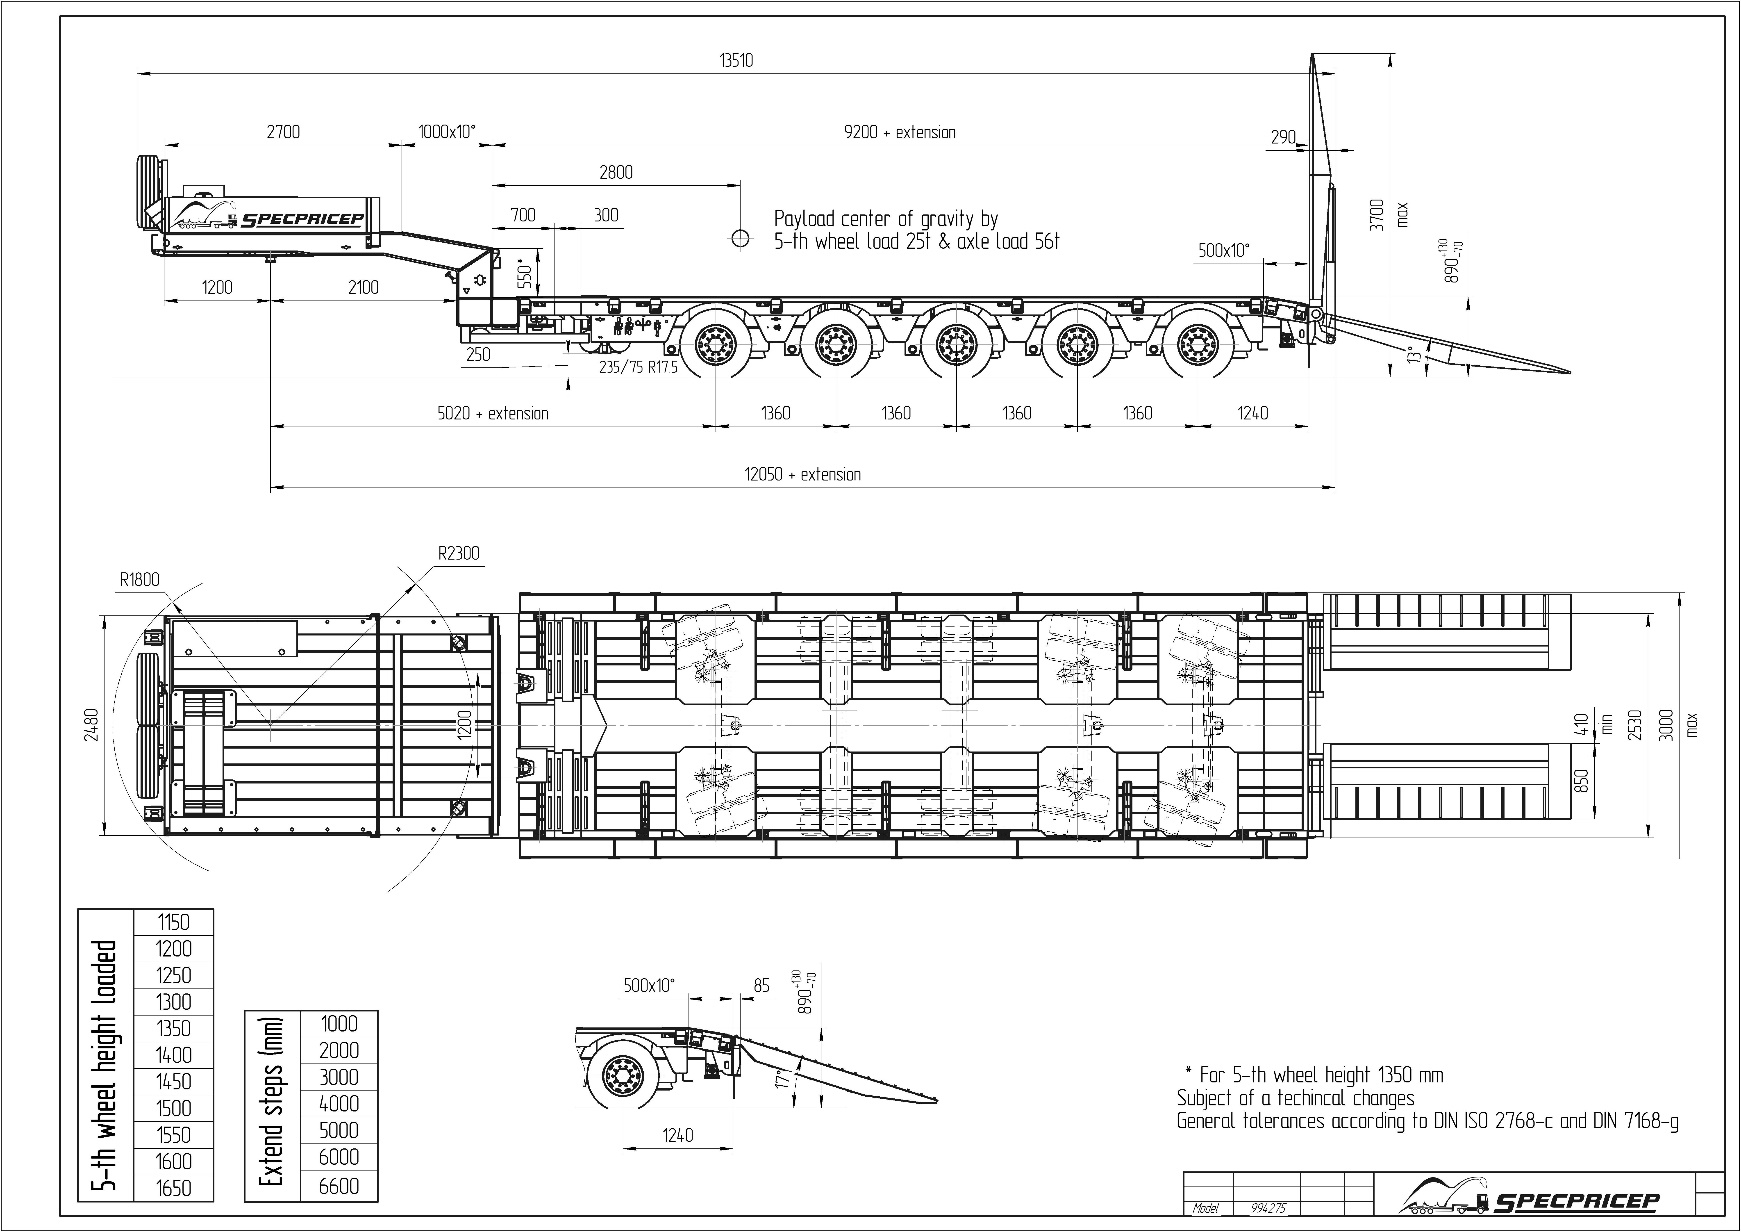 13510
2700
1000x10°
9200 + extension
290
2800
700
300
Payload center of gravity by
5-th wheel load 25t & axle load 56t
3700
max
500x10°
890 +130 -70
SPECPRICEP
550*
1200
2100
250
235/75 R17.5
13°
5020 + extension
1360
1360
1360
1360
1240
12050 + extension
R2300
R1800
2480
1200
410
min
2530
3000
max
850
5-th wheel height loaded
1150
1200
1250
1300
1350
1400
1450
1500
1550
1600
1650
Extend steps (mm)
1000
2000
3000
4000
5000
6000
6600
500x10°
85
890 +130 -70
17°
1240
* For 5-th wheel height 1350 mm
Subject of a techincal changes
General tolerances according to DIN ISO 2768-c and DIN 7168-g
Model 994275
SPECPRICEP